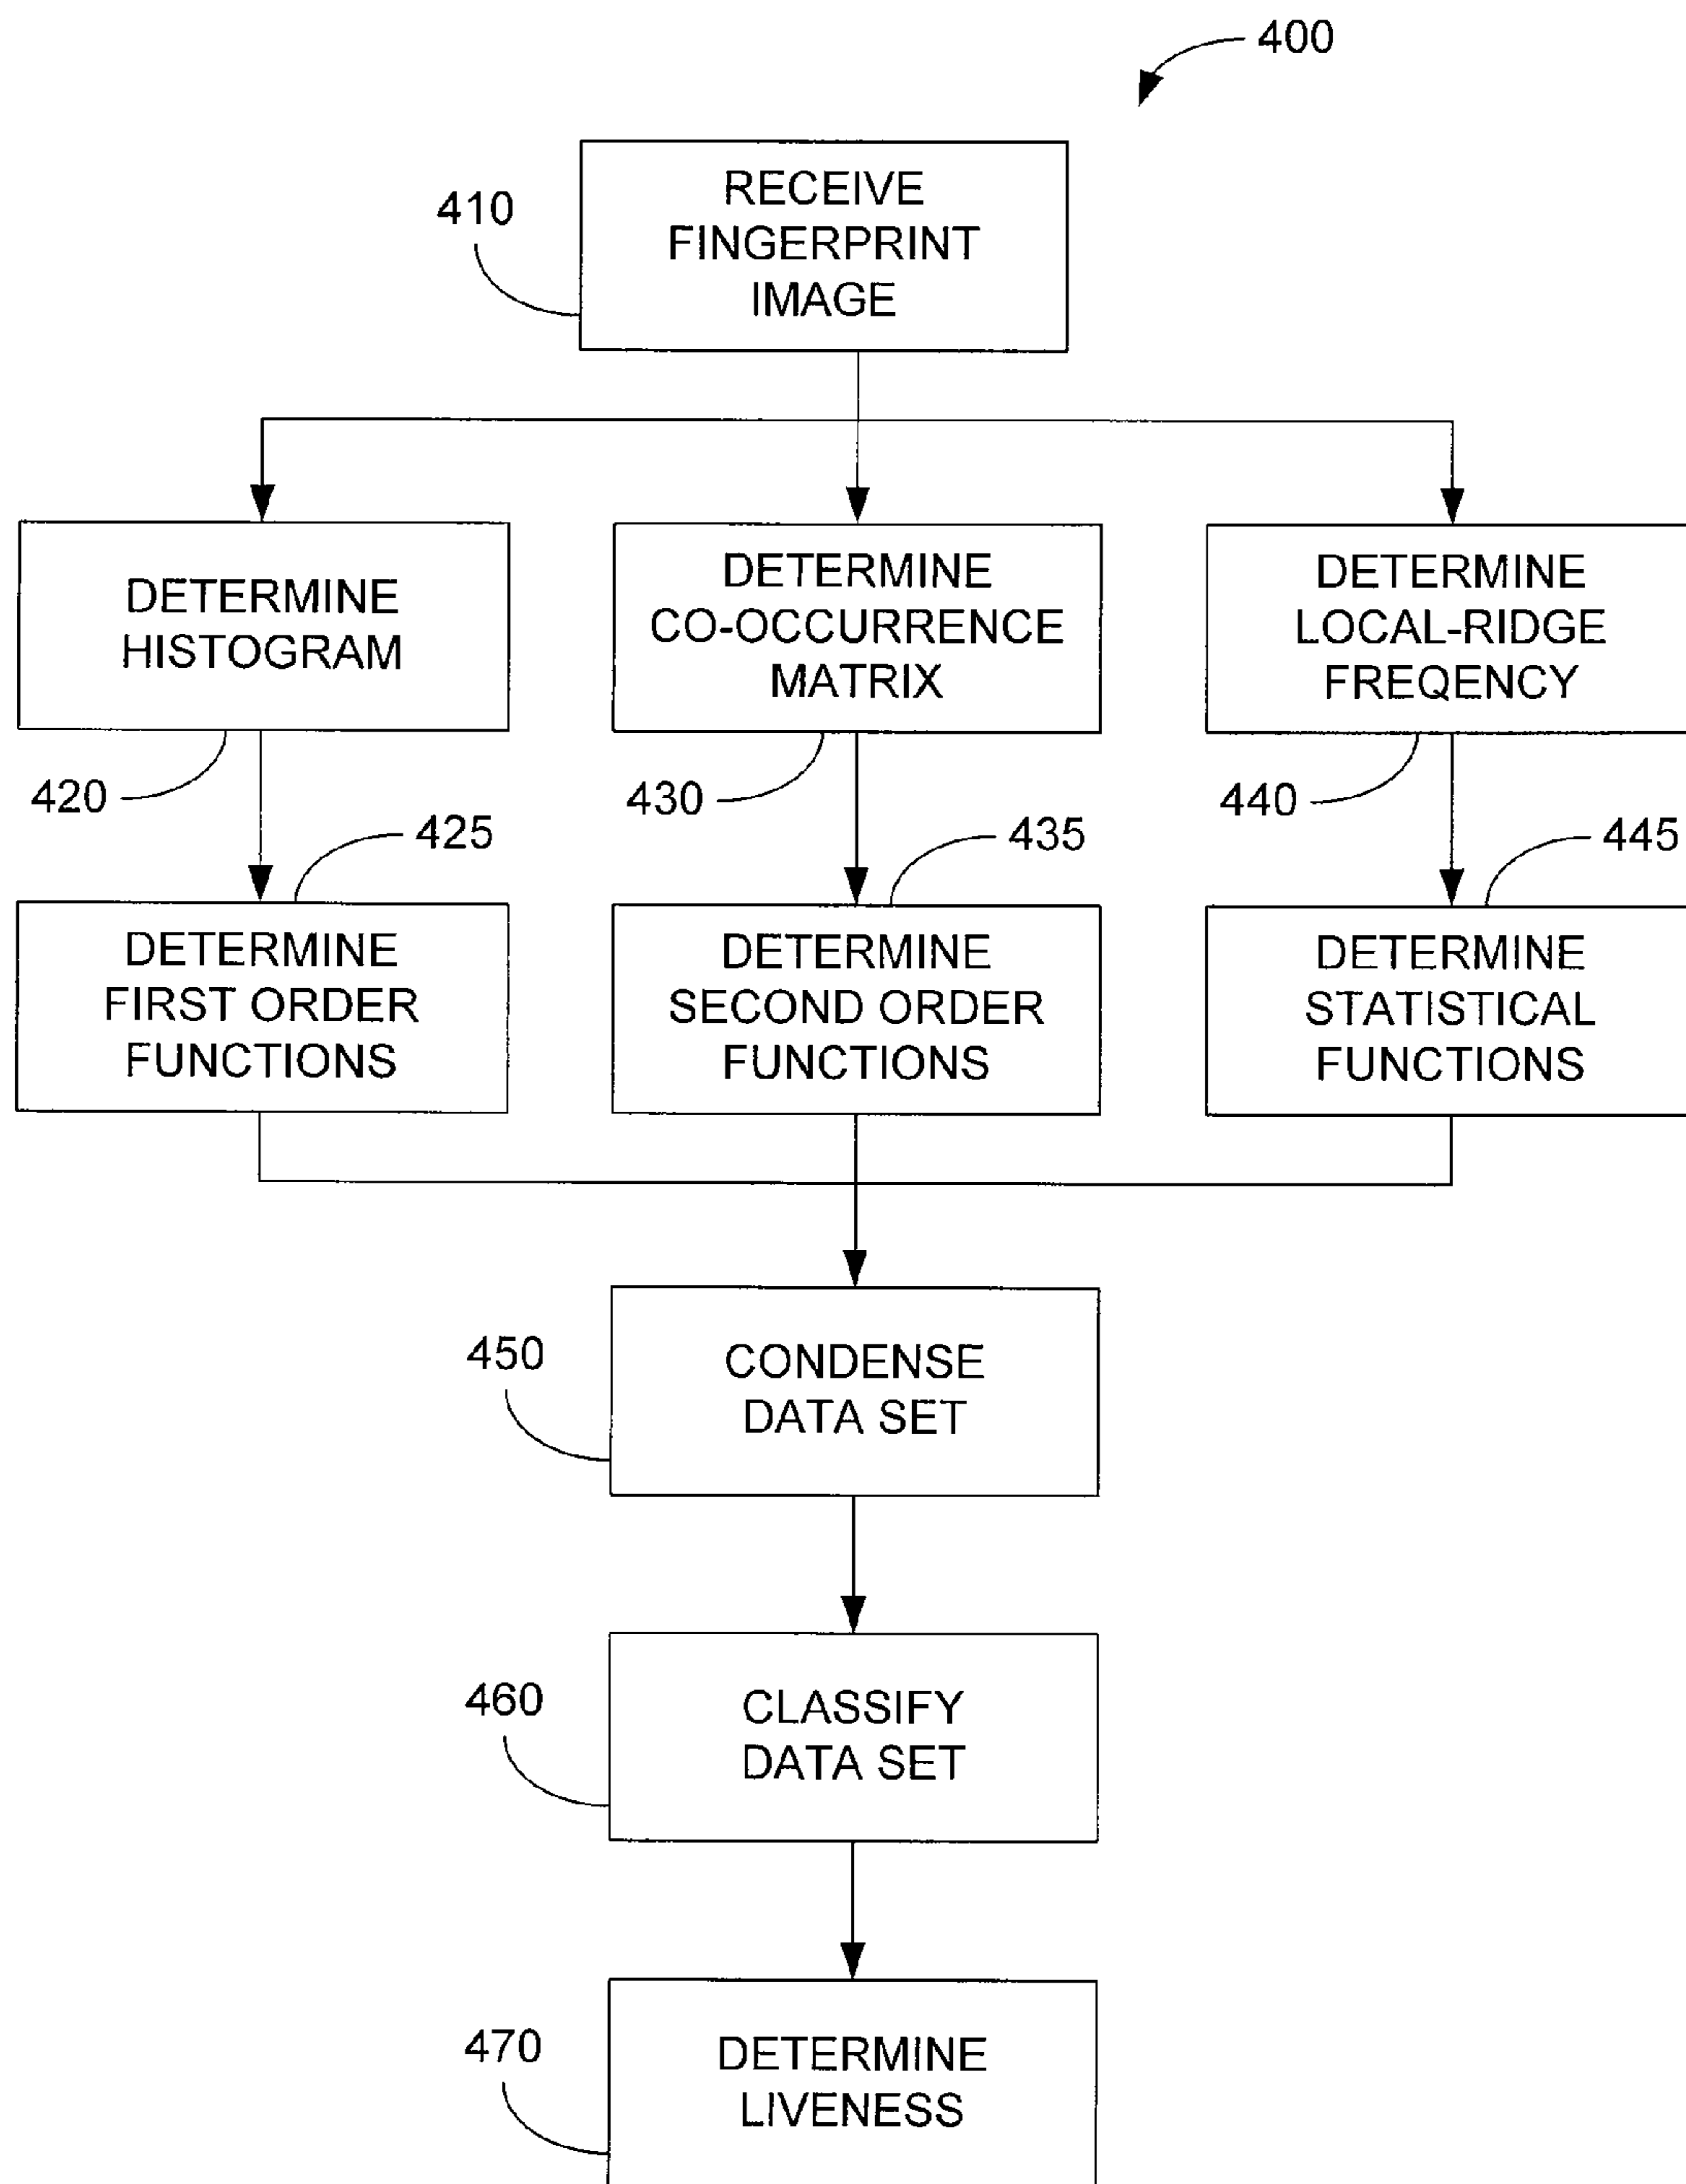 400
RECEIVE
FINGERPRINT
IMAGE
410
DETERMINE
HISTOGRAM
420
DETERMINE
CO-OCCURRENCE
MATRIX
430
DETERMINE
LOCAL-RIDGE
FREQENCY
440
425
DETERMINE
FIRST ORDER
FUNCTIONS
435
DETERMINE
SECOND ORDER
FUNCTIONS
445
DETERMINE
STATISTICAL
FUNCTIONS
450
CONDENSE
DATA SET
460
CLASSIFY
DATA SET
470
DETERMINE
LIVENESS